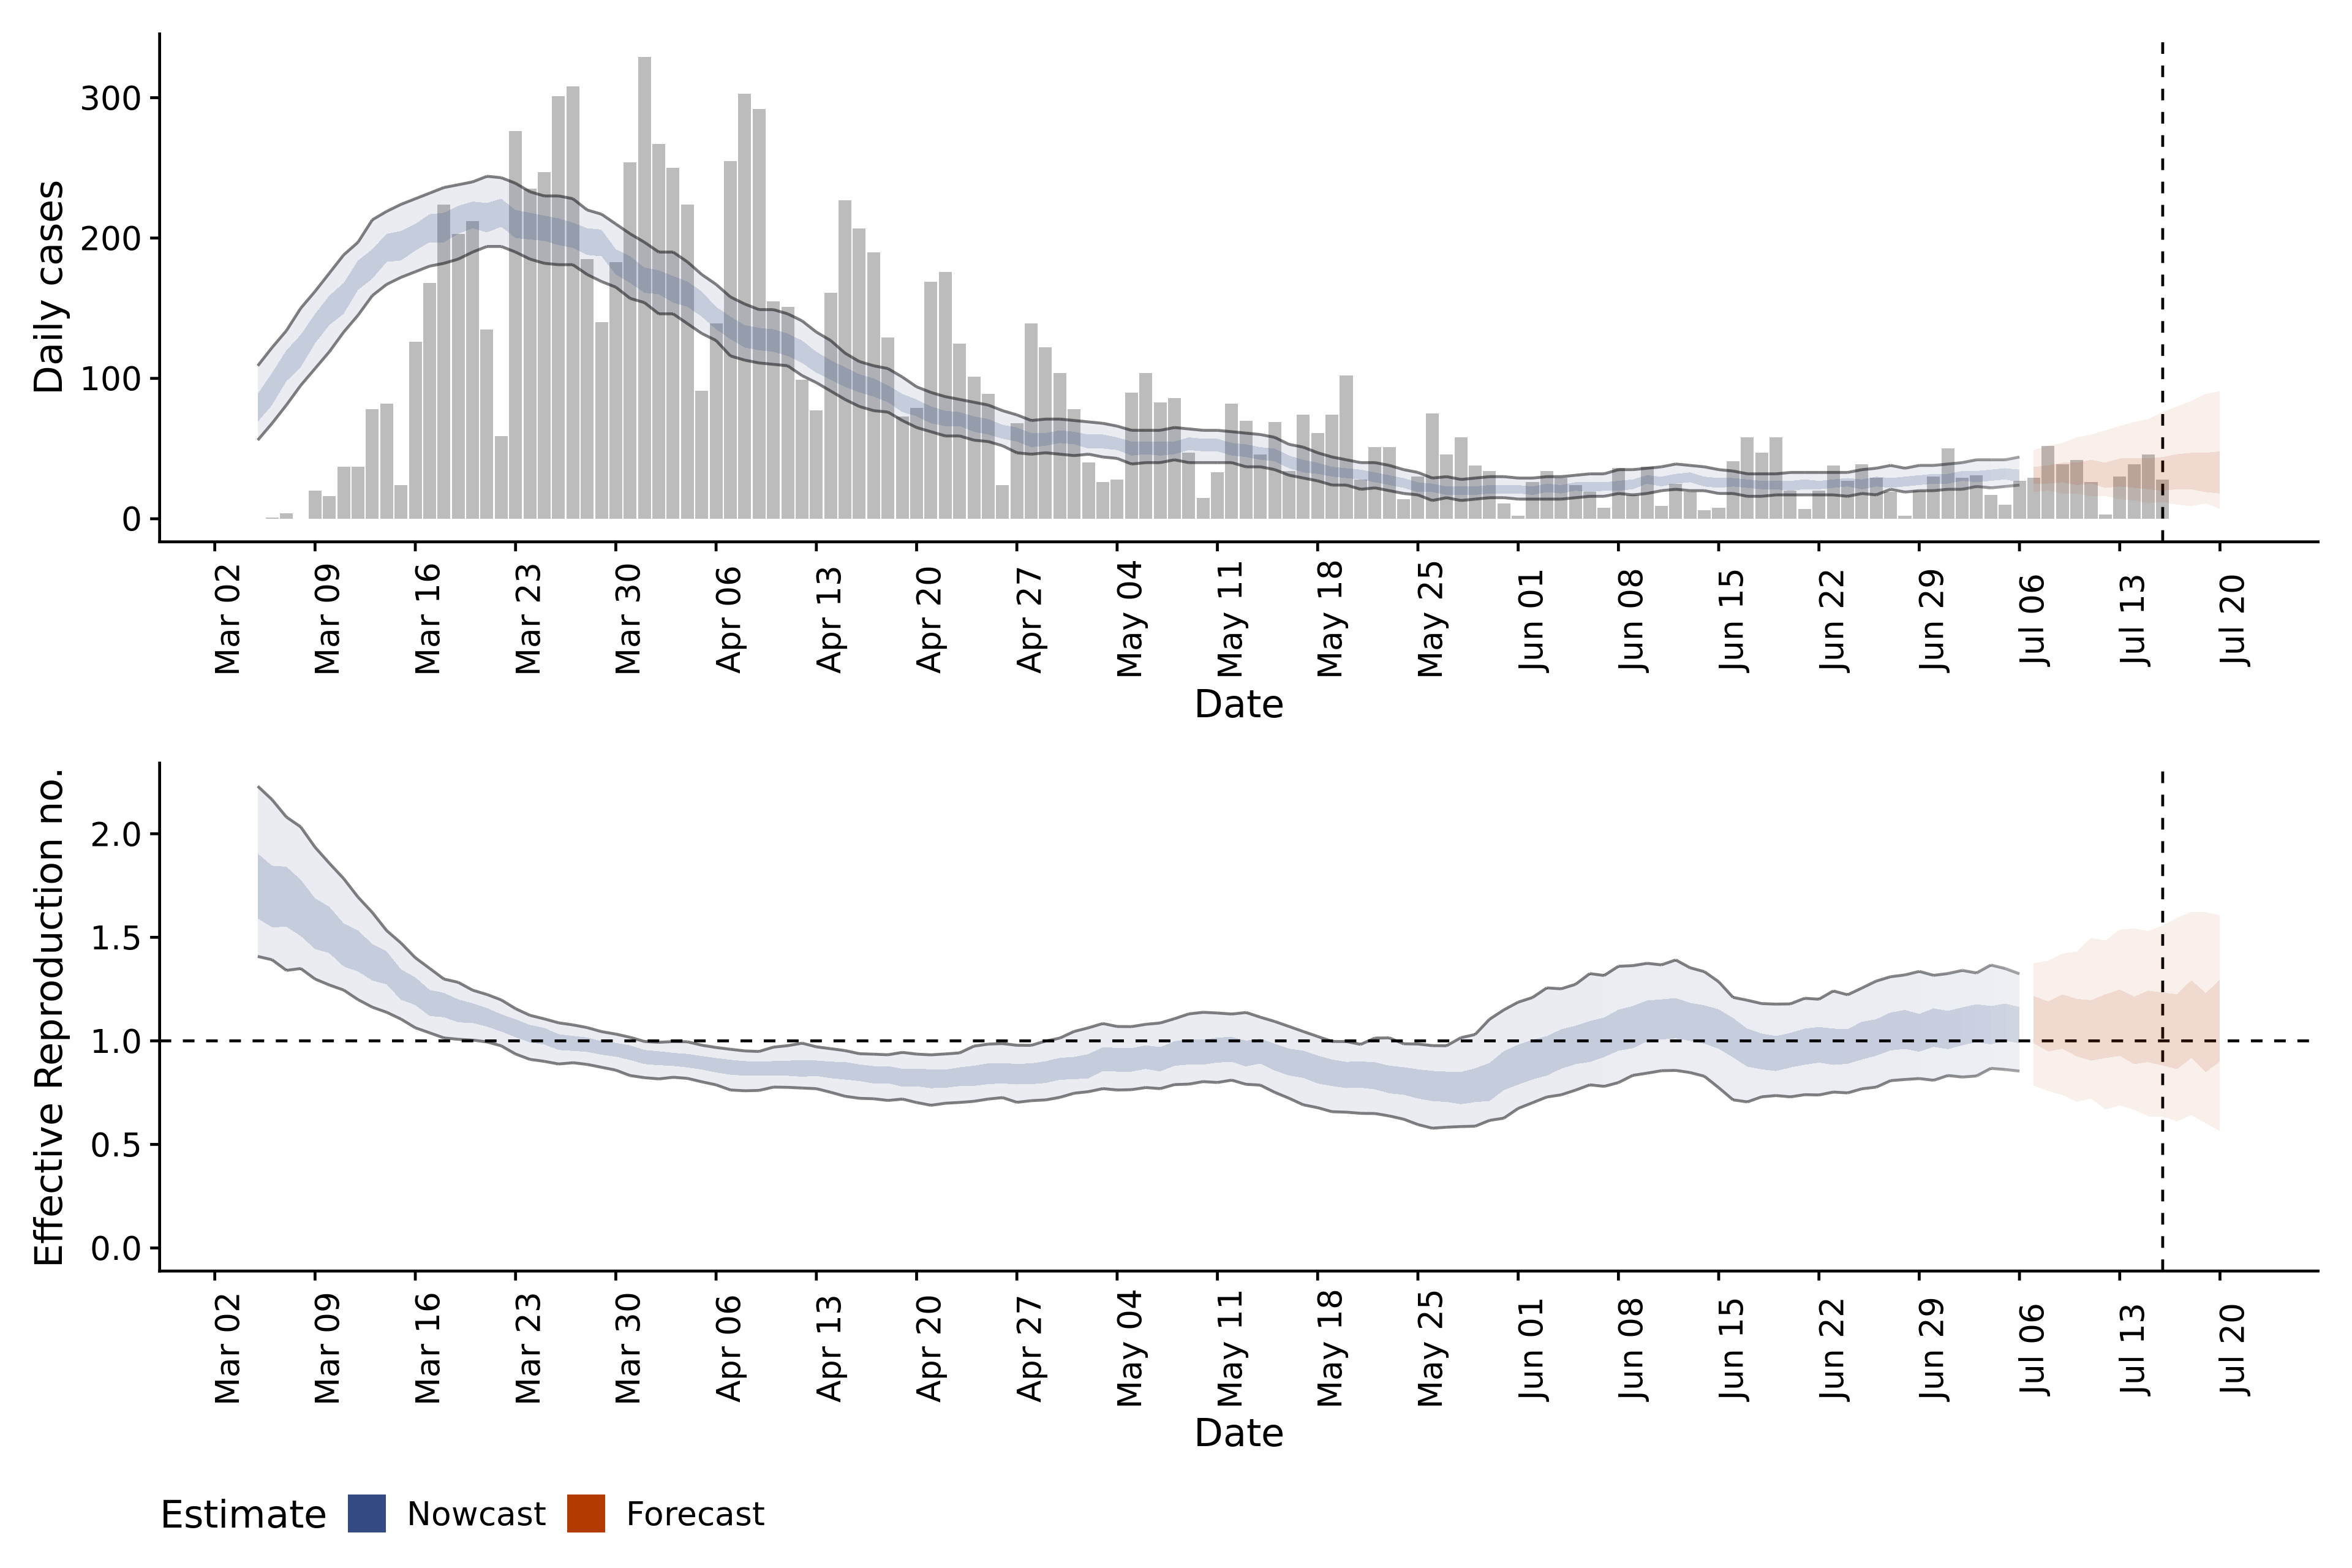 Daily cases
300
200
100
0
Mar 02
Mar 09
Mar 16
Mar 23
Mar 30
Apr 06
Apr 13
Apr 20
Apr 27
May 04
May 11
May 18
May 25
Jun 01
Jun 08
Jun 15
Jun 22
Jun 29
Jul 06
Jul 13
Jul 20
Date
Effective Reproduction no.
2.0
1.5
1.0
0.5
0.0
Mar 02
Mar 09
Mar 16
Mar 23
Mar 30
Apr 06
Apr 13
Apr 20
Apr 27
May 04
May 11
May 18
May 25
Jun 01
Jun 08
Jun 15
Jun 22
Jun 29
Jul 06
Jul 13
Jul 20
Date
Estimate Nowcast Forecast